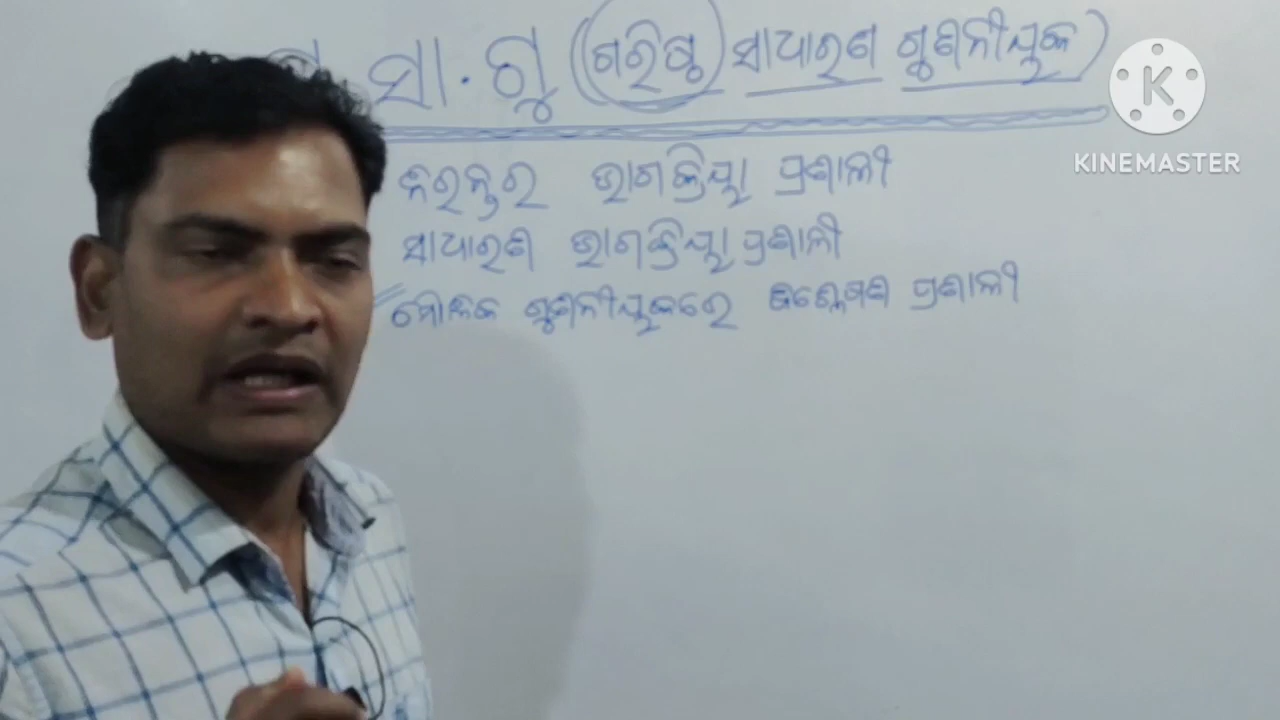 ଗ. ସା. ଗୁ (ଗରିଷ୍ଠ ସାଧାରଣ ଗୁଣନୀୟକ)
ନିରନ୍ତର ଭାଗକ୍ରିୟା ପ୍ରଣାଳୀ
ସାଧାରଣ ଭାଗକ୍ରିୟା ପ୍ରଣାଳୀ
ମୌଳିକ ଗୁଣନୀୟକରେ ବିଶ୍ଳେଷଣ ପ୍ରଣାଳୀ
K
KINEMASTER